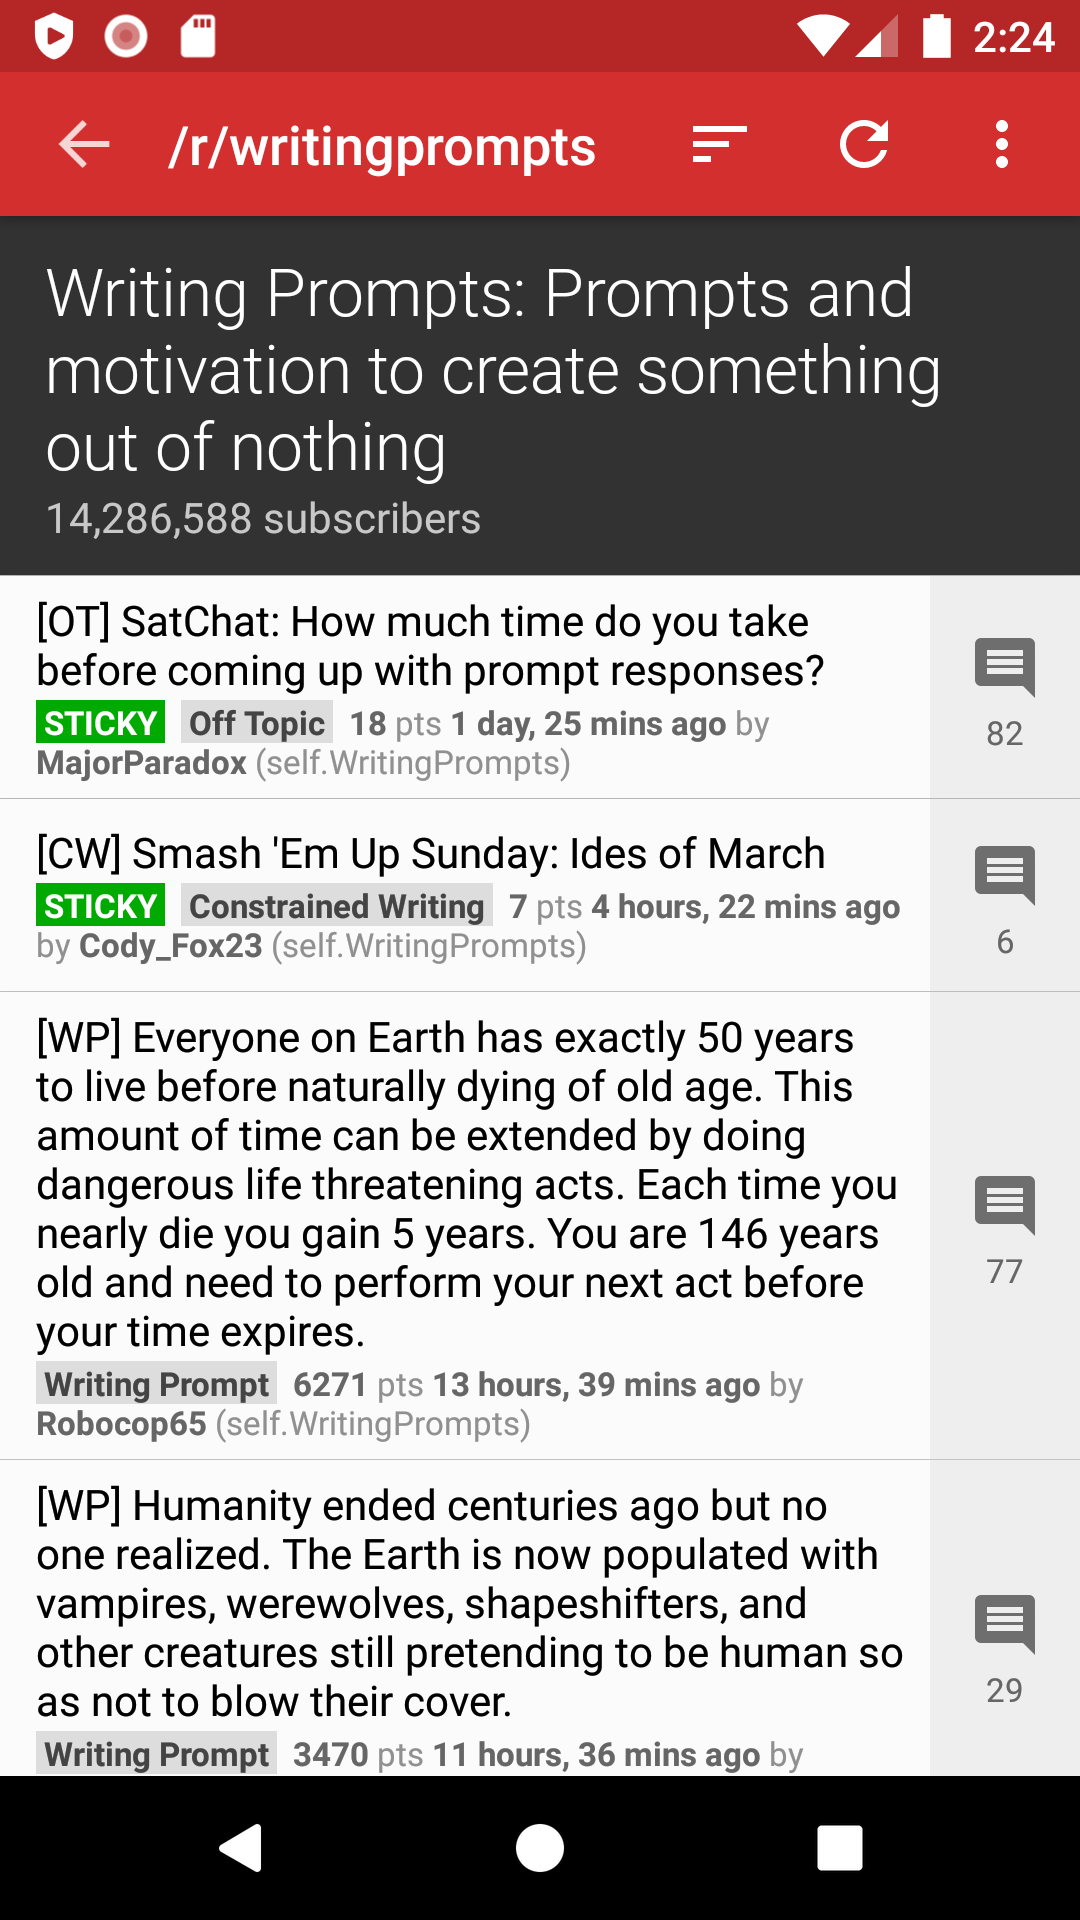 2:24
/r/writingprompts
Writing Prompts: Prompts and
motivation to create something
out of nothing
14,286,588 subscribers
[OT] SatChat: How much time do you take
before coming up with prompt responses?
STICKY Off Topic 18 pts 1 day, 25 mins ago by
MajorParadox (self.WritingPrompts)
82
[CW] Smash 'Em Up Sunday: Ides of March
STICKY Constrained Writing 7 pts 4 hours, 22 mins ago
by Cody_Fox23 (self.WritingPrompts)
6
[WP] Everyone on Earth has exactly 50 years
to live before naturally dying of old age. This
amount of time can be extended by doing
dangerous life threatening acts. Each time you
nearly die you gain 5 years. You are 146 years
old and need to perform your next act before
your time expires.
Writing Prompt 6271 pts 13 hours, 39 mins ago by
Robocop65 (self.WritingPrompts)
77
[WP] Humanity ended centuries ago but no
one realized. The Earth is now populated with
vampires, werewolves, shapeshifters, and
other creatures still pretending to be human so
as not to blow their cover.
Writing Prompt 3470 pts 11 hours, 36 mins ago by
29